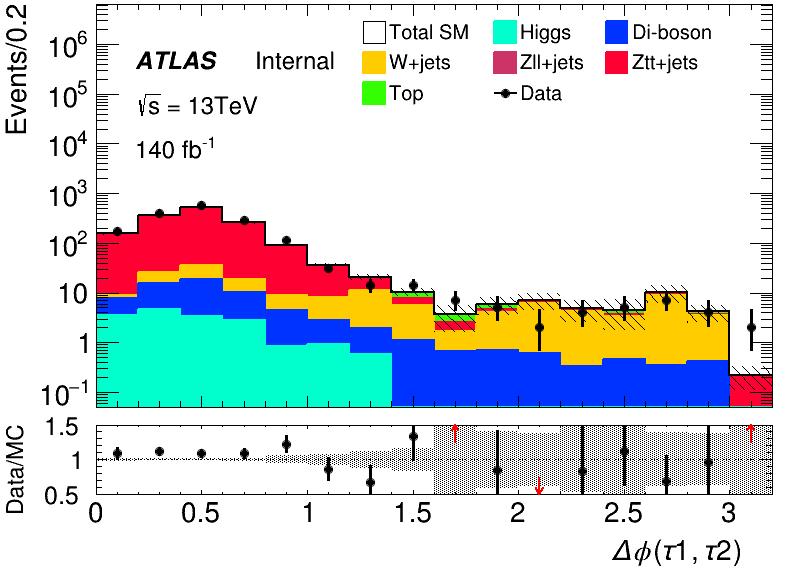 Events/0.2
ATLAS Internal
√s = 13TeV
140 fb-1
Total SM Higgs Di-boson
W+jets Zll+jets Ztt+jets
Top Data
10⁶
10⁵
10⁴
10³
10²
10
1
10⁻¹
Data/MC
1.5
1
0.5
0 0.5 1 1.5 2 2.5 3
Δϕ(τ1, τ2)